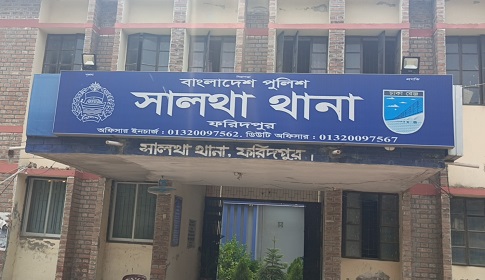 বাংলাদেশ পুলিশ
সালথা থানা
ফরিদপুর
অফিসার ইনচার্জ : 01320097562, ডিউটি অফিসার : 01320097567
সালথা থানা, ফরিদপুর।